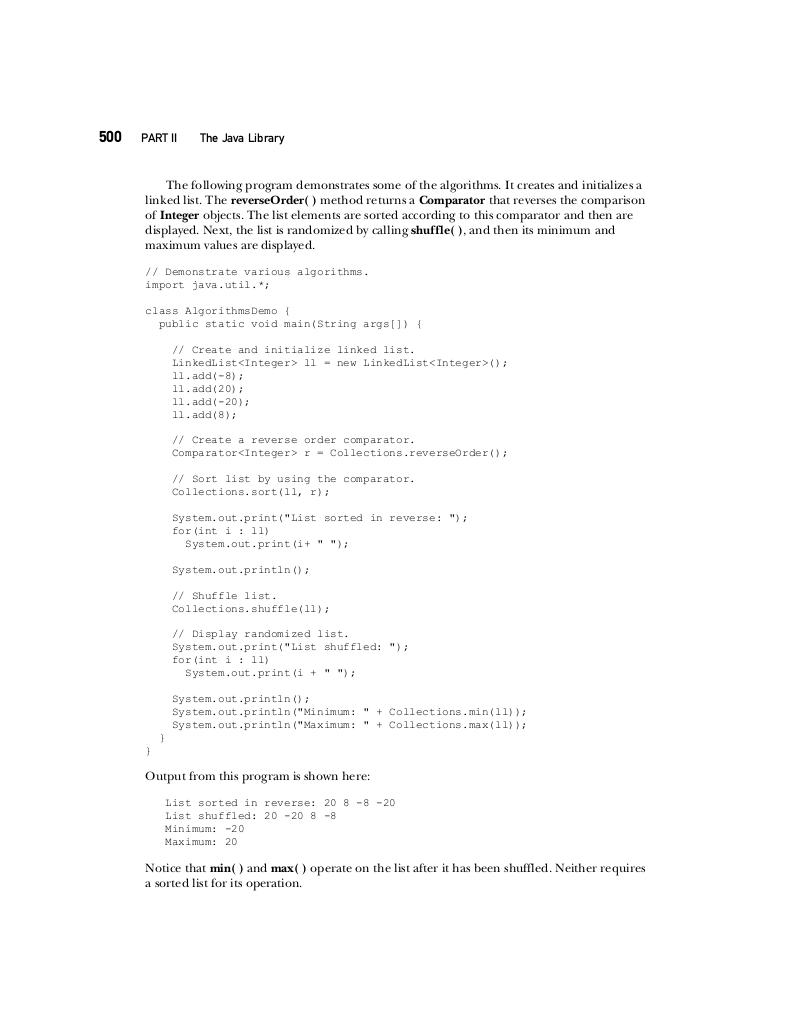 500 PART II The Java Library
The following program demonstrates some of the algorithms. It creates and initializes a
linked list. The reverseOrder( ) method returns a Comparator that reverses the comparison
of Integer objects. The list elements are sorted according to this comparator and then are
displayed. Next, the list is randomized by calling shuffle( ), and then its minimum and
maximum values are displayed.
// Demonstrate various algorithms.
import java.util.*;
class AlgorithmsDemo {
  public static void main(String args[]) {
    // Create and initialize linked list.
    LinkedList<Integer> ll = new LinkedList<Integer>();
    ll.add(-8);
    ll.add(20);
    ll.add(-20);
    ll.add(8);
    // Create a reverse order comparator.
    Comparator<Integer> r = Collections.reverseOrder();
    // Sort list by using the comparator.
    Collections.sort(ll, r);
    System.out.print("List sorted in reverse: ");
    for(int i : ll)
      System.out.print(i+ " ");
    System.out.println();
    // Shuffle list.
    Collections.shuffle(ll);
    // Display randomized list.
    System.out.print("List shuffled: ");
    for(int i : ll)
      System.out.print(i + " ");
    System.out.println();
    System.out.println("Minimum: " + Collections.min(ll));
    System.out.println("Maximum: " + Collections.max(ll));
  }
}
Output from this program is shown here:
List sorted in reverse: 20 8 -8 -20
List shuffled: 20 -20 8 -8
Minimum: -20
Maximum: 20
Notice that min( ) and max( ) operate on the list after it has been shuffled. Neither requires
a sorted list for its operation.